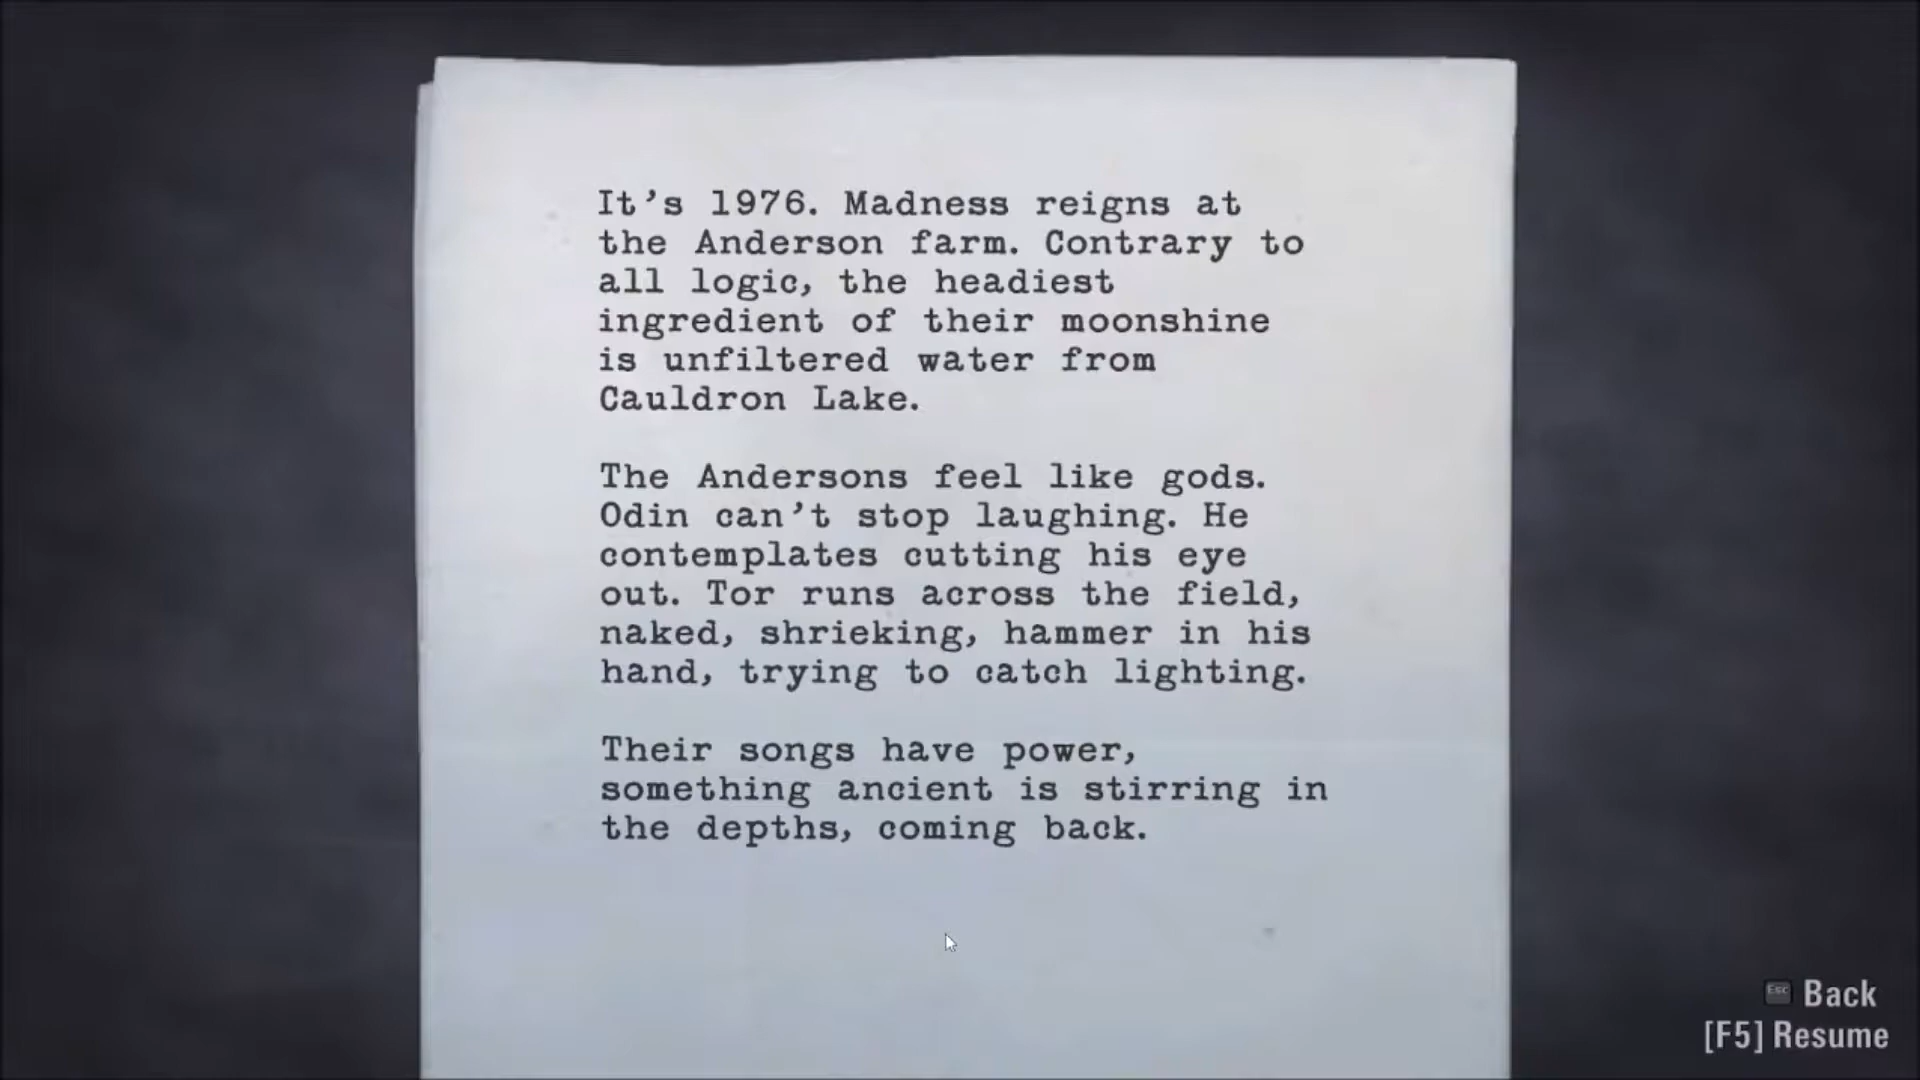 It’s 1976. Madness reigns at
the Anderson farm. Contrary to
all logic, the headiest
ingredient of their moonshine
is unfiltered water from
Cauldron Lake.
The Andersons feel like gods.
Odin can’t stop laughing. He
contemplates cutting his eye
out. Tor runs across the field,
naked, shrieking, hammer in his
hand, trying to catch lighting.
Their songs have power,
something ancient is stirring in
the depths, coming back.
Esc Back
[F5] Resume